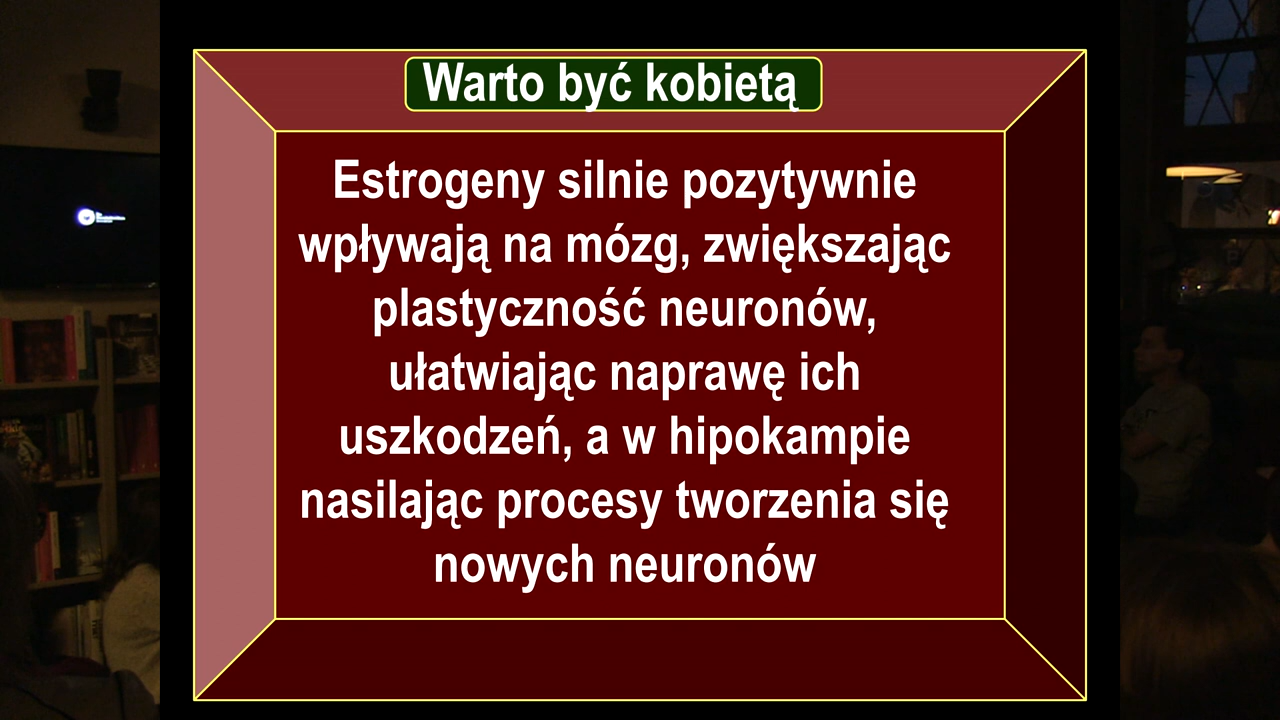 Warto być kobietą
Estrogeny silnie pozytywnie
wpływają na mózg, zwiększając
plastyczność neuronów,
ułatwiając naprawę ich
uszkodzeń, a w hipokampie
nasilając procesy tworzenia się
nowych neuronów